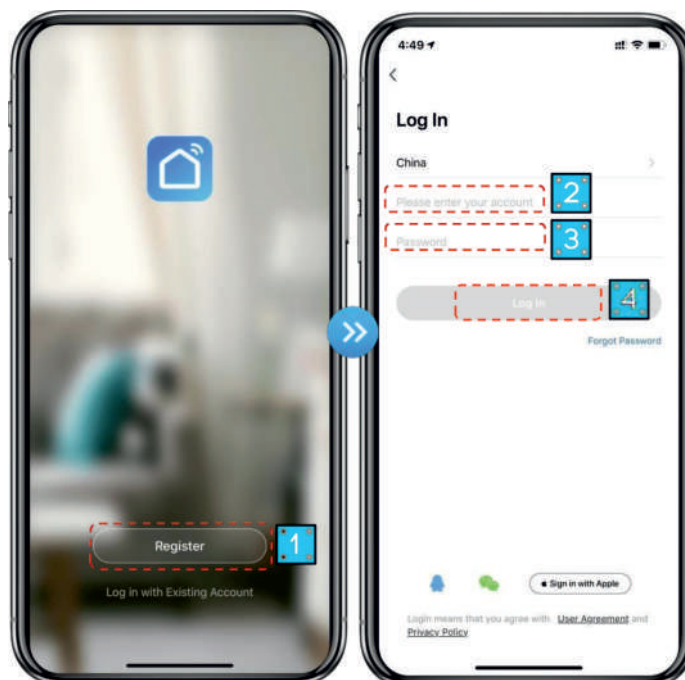 Register
1
Log in with Existing Account
4:49
Log In
China
Please enter your account
2
Password
3
Log In
4
Forgot Password
Sign in with Apple
Login means that you agree with User Agreement and
Privacy Policy